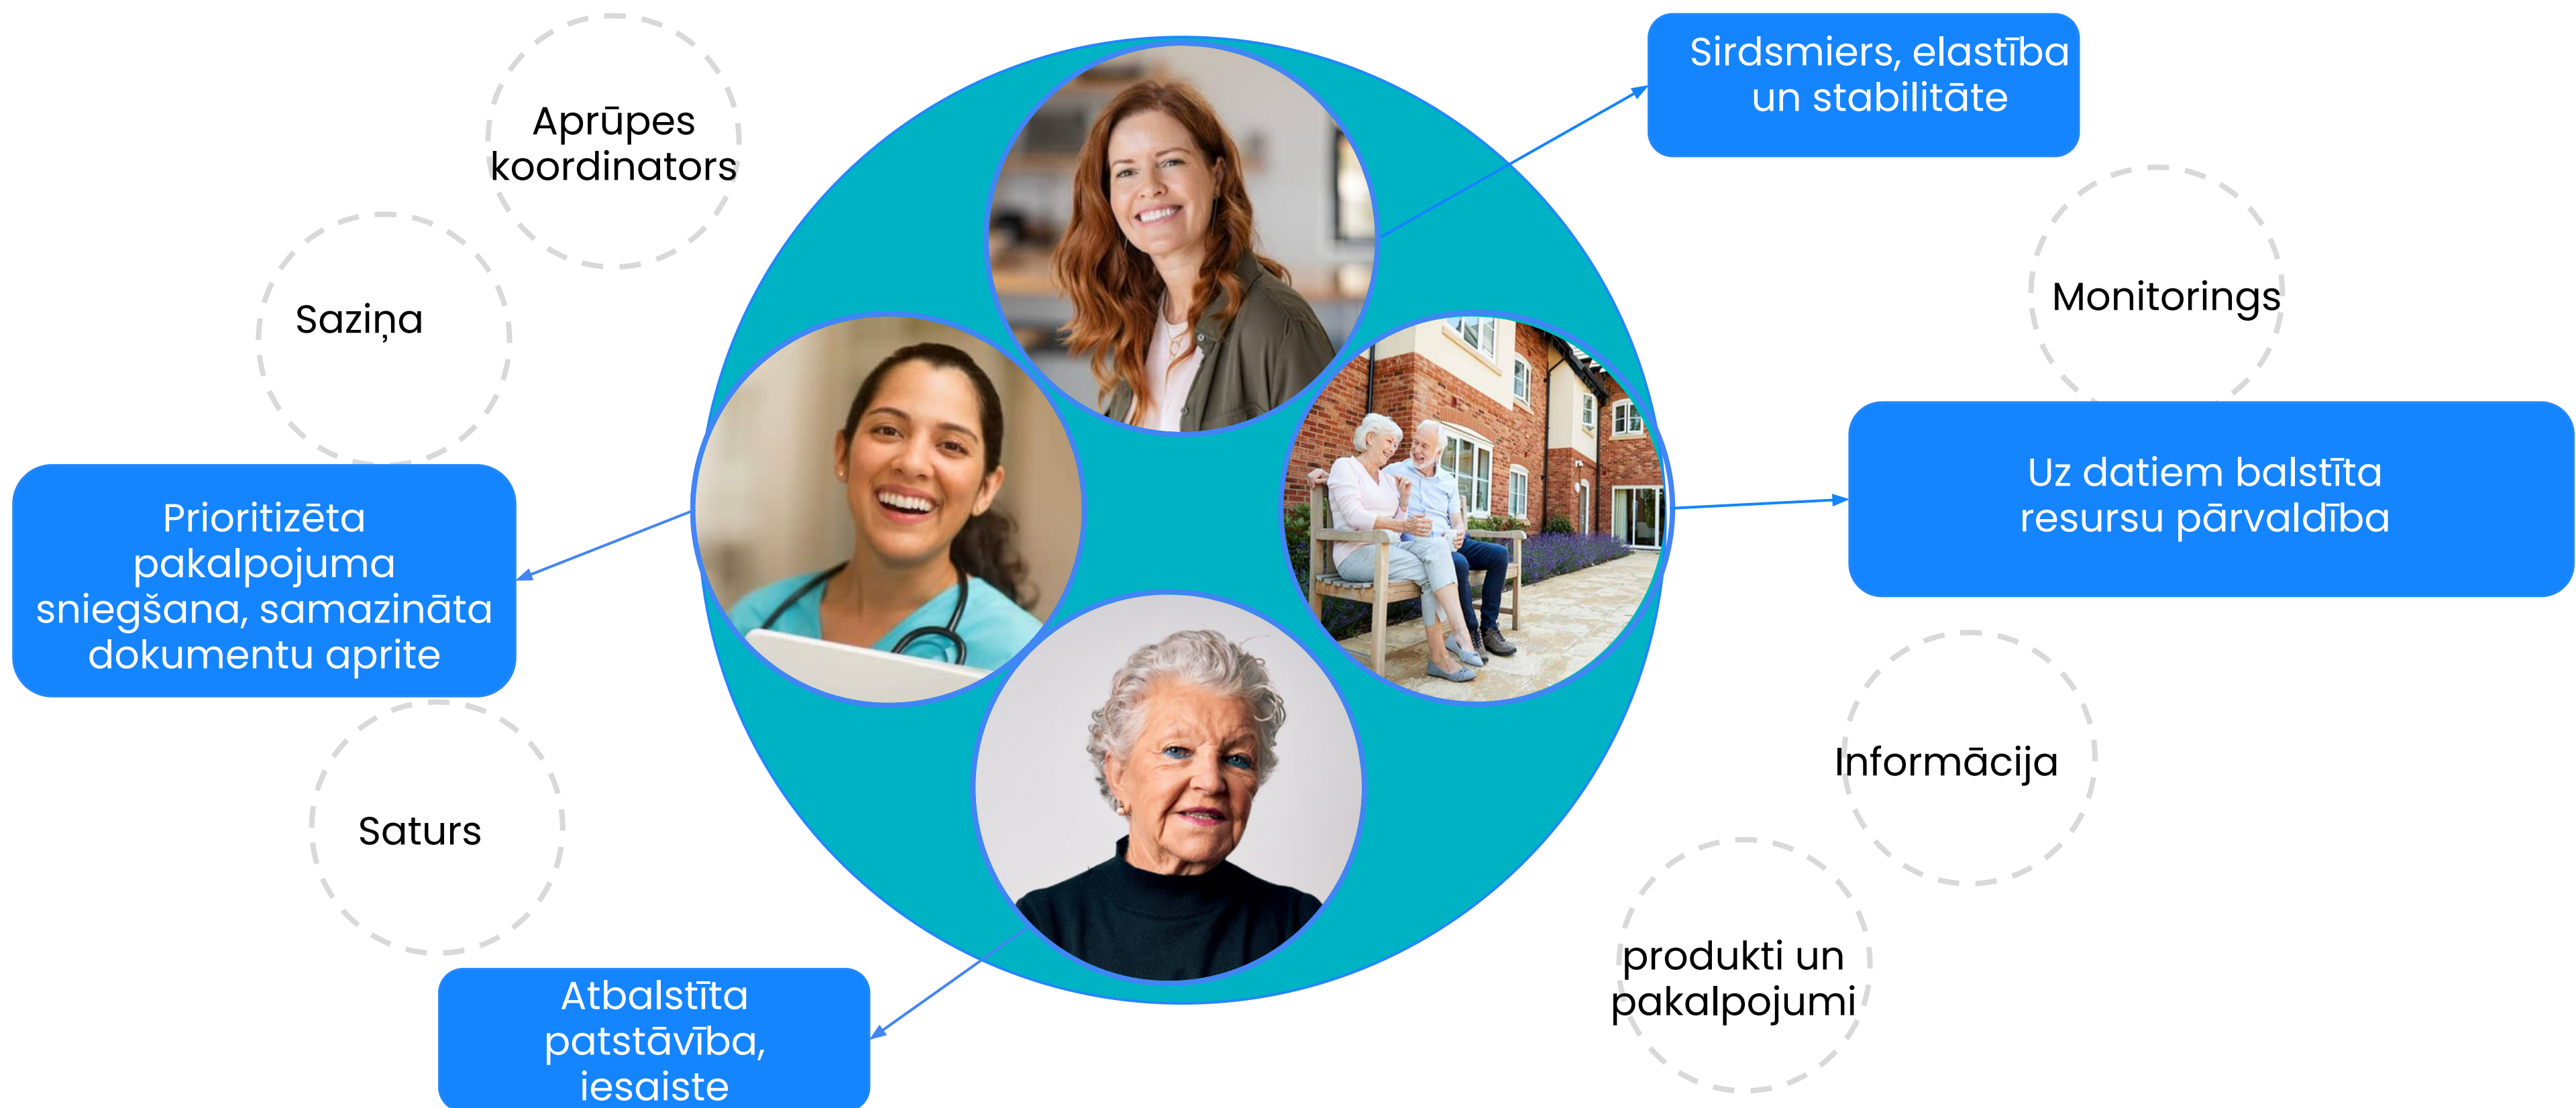 Aprūpes
koordinators
Sirdsmiers, elastība
un stabilitāte
Saziņa
Monitorings
Prioritizēta
pakalpojuma
sniegšana, samazināta
dokumentu aprite
Uz datiem balstīta
resursu pārvaldība
Saturs
Informācija
produkti un
pakalpojumi
Atbalstīta
patstāvība,
iesaiste